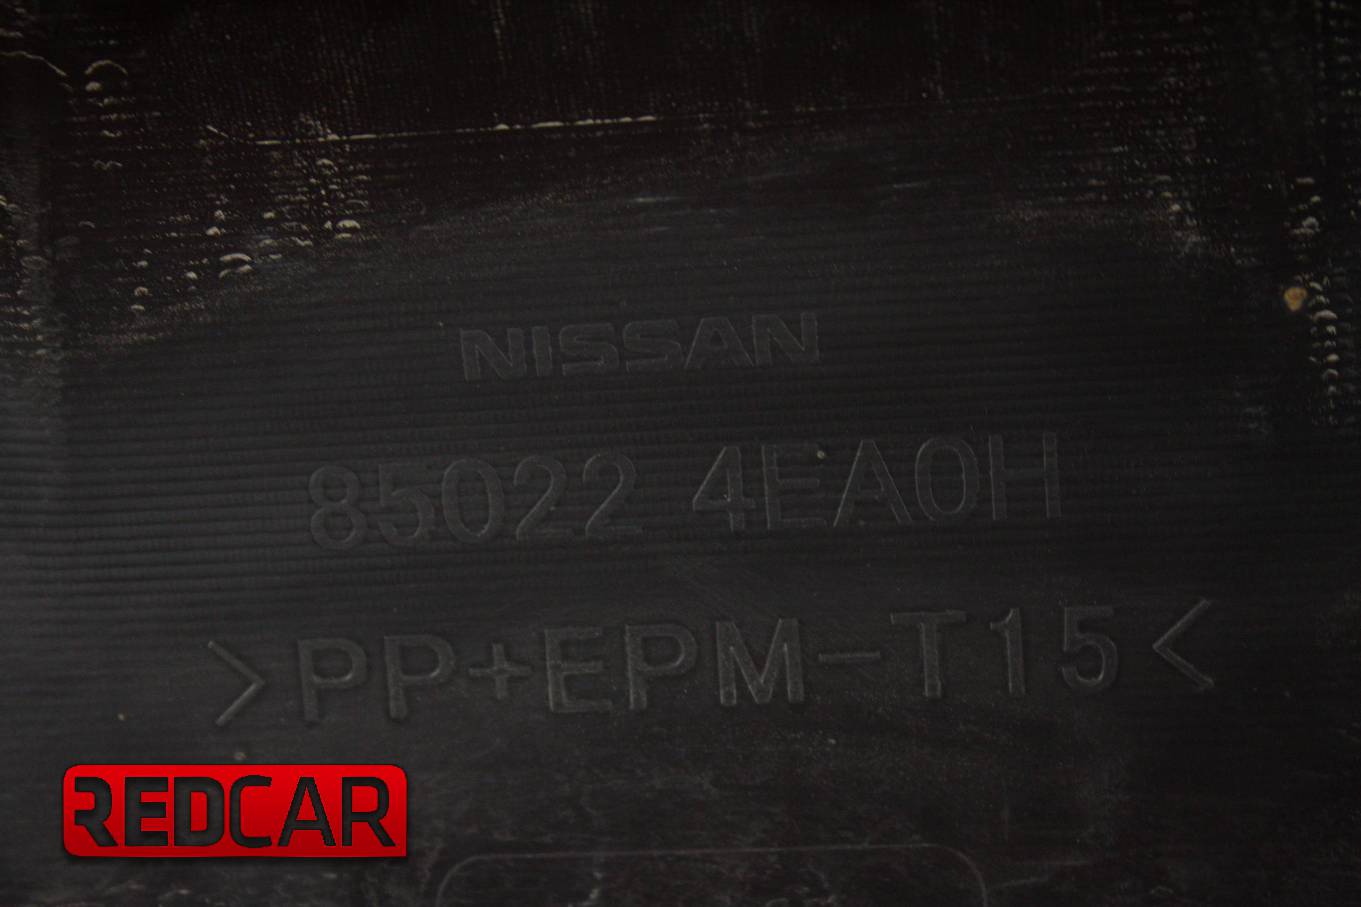 NISSAN
85022 4EA0H
>PP+EPM-T15<
REDCAR